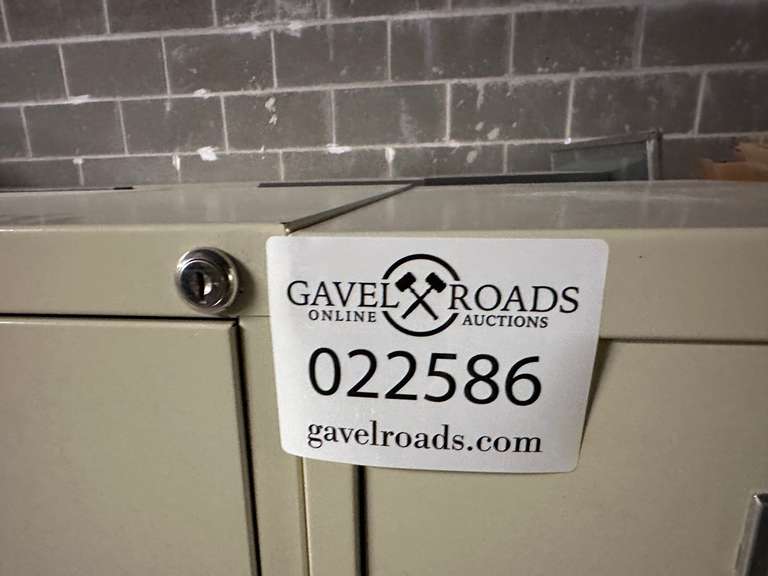 GAVEL ROADS
ONLINE AUCTIONS
022586
gavelroads.com